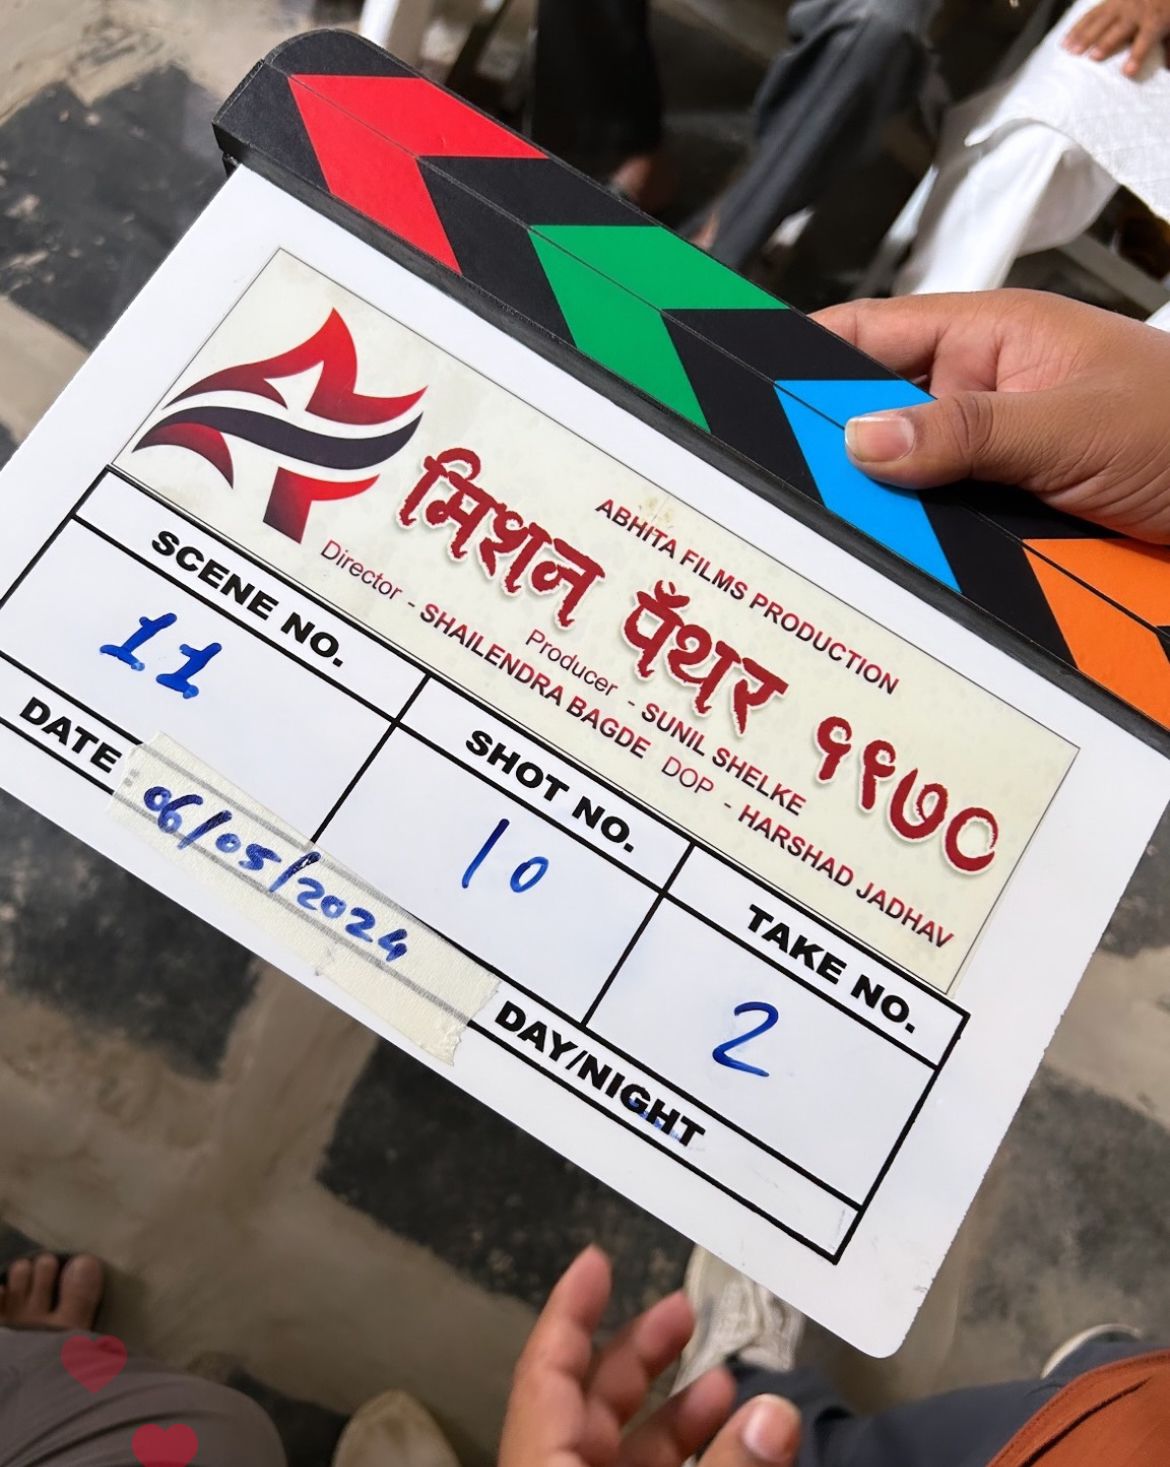 ABHITA FILMS PRODUCTION
मिशन पँथर १९७०
Producer - SUNIL SHELKE
Director - SHAILENDRA BAGDE DOP - HARSHAD JADHAV
SCENE NO.
11
SHOT NO.
10
TAKE NO.
2
DATE :
06/05/2024
DAY/NIGHT